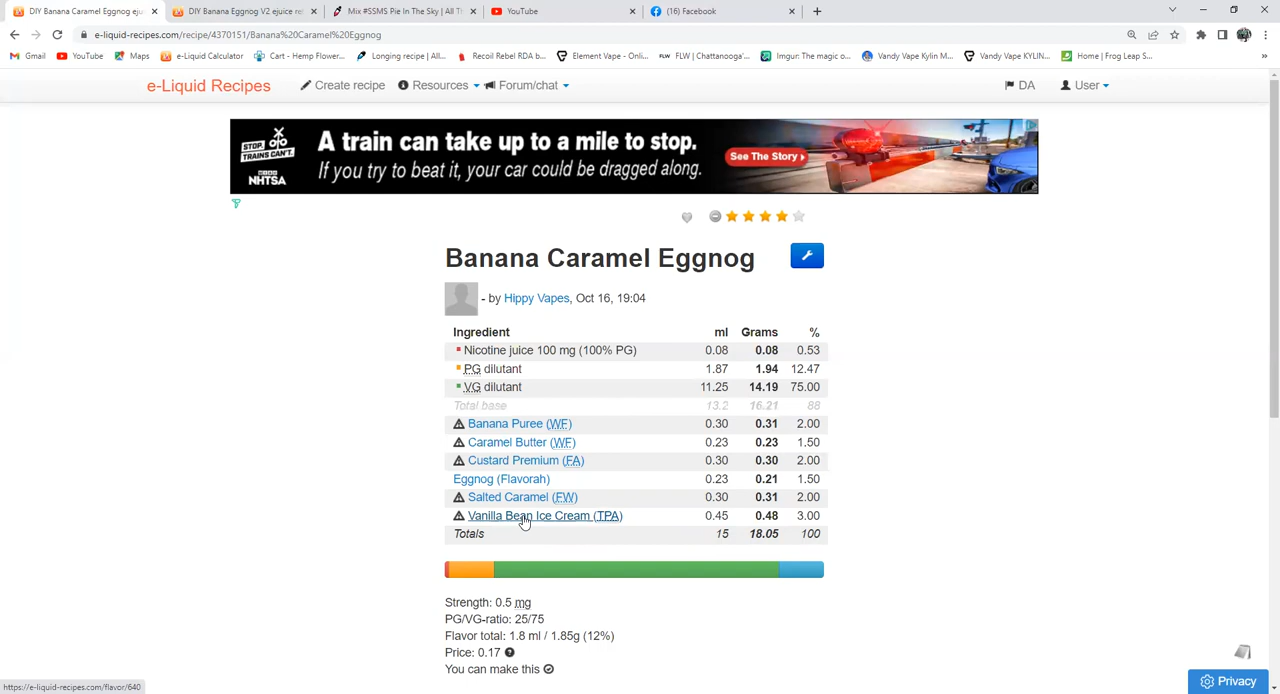 DIY Banana Caramel Eggnog eju
DIY Banana Eggnog V2 ejuice re
Mix #SSMS Pie In The Sky | All T
YouTube
(16) Facebook
e-liquid-recipes.com/recipe/4370151/Banana%20Caramel%20Eggnog
Gmail YouTube Maps e-Liquid Calculator Cart - Hemp Flower... Longing recipe | All... Recoil Rebel RDA b... Element Vape - Onli... FLW | Chattanooga'... Imgur: The magic o... Vandy Vape Kylin M... Vandy Vape KYLIN... Home | Frog Leap S...
e-Liquid Recipes Create recipe Resources Forum/chat DA User
STOP. TRAINS CAN'T.
NHTSA
A train can take up to a mile to stop.
If you try to beat it, your car could be dragged along.
See The Story
Banana Caramel Eggnog
- by Hippy Vapes, Oct 16, 19:04
Ingredient ml Grams %
Nicotine juice 100 mg (100% PG) 0.08 0.08 0.53
PG dilutant 1.87 1.94 12.47
VG dilutant 11.25 14.19 75.00
Total base 13.2 16.21 88
Banana Puree (WF) 0.30 0.31 2.00
Caramel Butter (WF) 0.23 0.23 1.50
Custard Premium (FA) 0.30 0.30 2.00
Eggnog (Flavorah) 0.23 0.21 1.50
Salted Caramel (FW) 0.30 0.31 2.00
Vanilla Bean Ice Cream (TPA) 0.45 0.48 3.00
Totals 15 18.05 100
Strength: 0.5 mg
PG/VG-ratio: 25/75
Flavor total: 1.8 ml / 1.85g (12%)
Price: 0.17
You can make this
Privacy
https://e-liquid-recipes.com/flavor/640